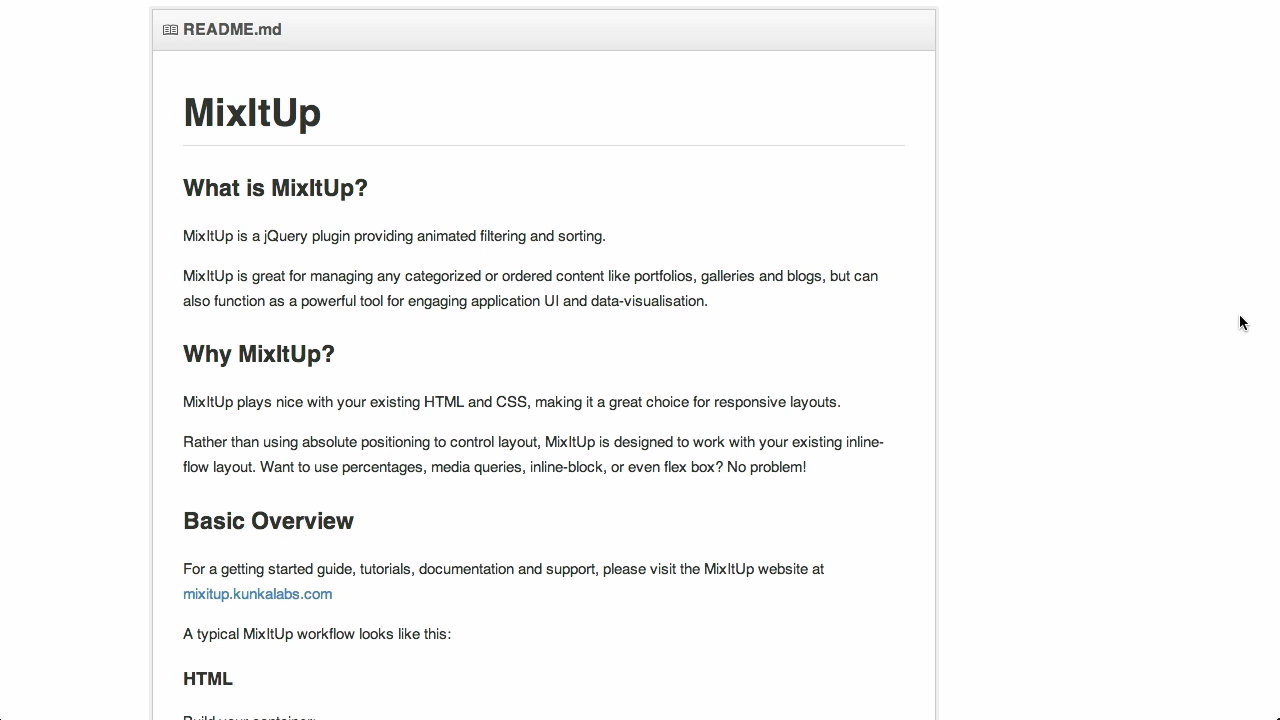 README.md
MixItUp
What is MixItUp?
MixItUp is a jQuery plugin providing animated filtering and sorting.
MixItUp is great for managing any categorized or ordered content like portfolios, galleries and blogs, but can
also function as a powerful tool for engaging application UI and data-visualisation.
Why MixItUp?
MixItUp plays nice with your existing HTML and CSS, making it a great choice for responsive layouts.
Rather than using absolute positioning to control layout, MixItUp is designed to work with your existing inline-
flow layout. Want to use percentages, media queries, inline-block, or even flex box? No problem!
Basic Overview
For a getting started guide, tutorials, documentation and support, please visit the MixItUp website at
mixitup.kunkalabs.com
A typical MixItUp workflow looks like this:
HTML
Build your container: